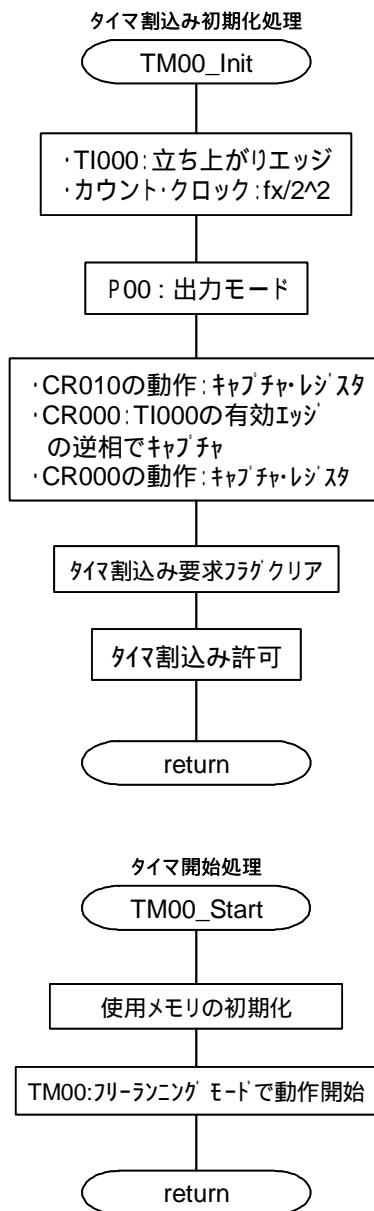 タイマ割込み初期化処理
TM00_Init
・TI000：立ち上がりエッジ
・カウント・クロック：fx/2^2
P00：出力モード
・CR010の動作：ｷｬﾌﾟﾁｬ・ﾚｼﾞｽﾀ
・CR000：TI000の有効ｴｯｼﾞ
の逆相でｷｬﾌﾟﾁｬ
・CR000の動作：ｷｬﾌﾟﾁｬ・ﾚｼﾞｽﾀ
ﾀｲﾏ割込み要求ﾌﾗｸﾞｸﾘｱ
ﾀｲﾏ割込み許可
return
タイマ開始処理
TM00_Start
使用メモリの初期化
TM00:ﾌﾘｰﾗﾝﾆﾝｸﾞﾓｰﾄﾞで動作開始
return